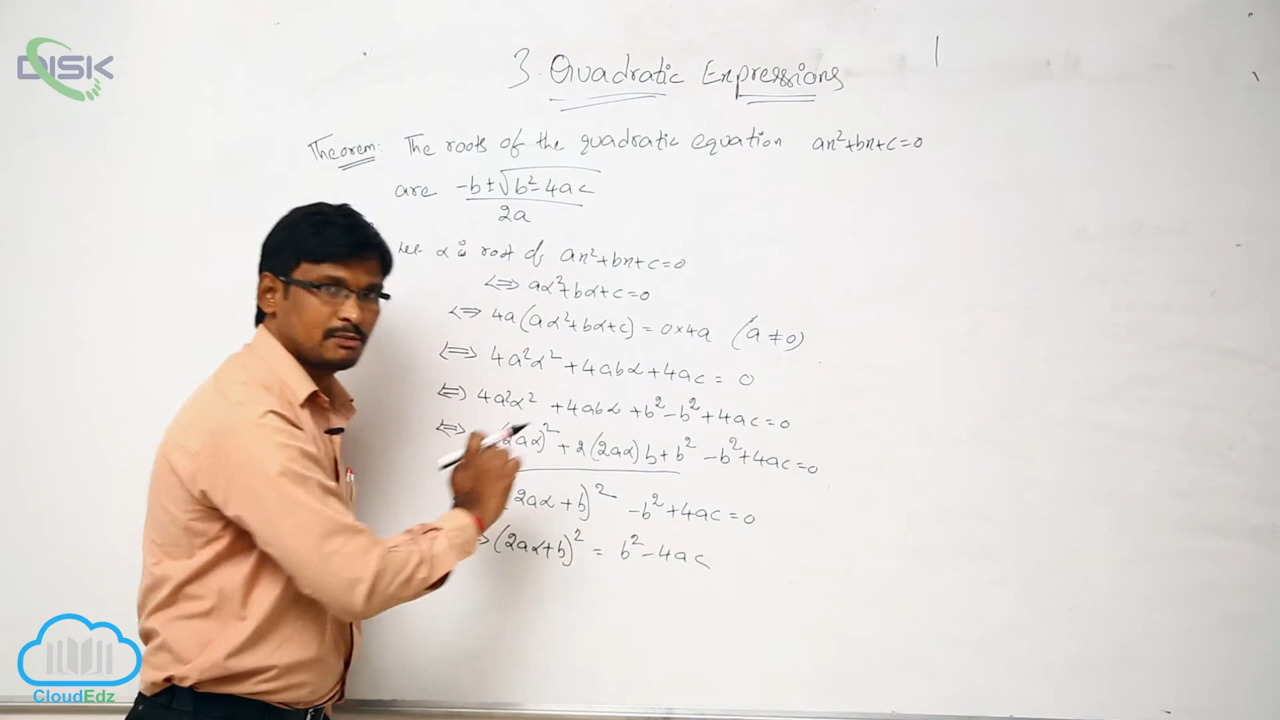 DISK
3. Quadratic Expressions
Theorem: The roots of the quadratic equation ax²+bx+c=0
are -b±√b²-4ac / 2a
Let α is root of ax²+bx+c=0
⇔ aα²+bα+c=0
⇔ 4a(aα²+bα+c) = 0×4a (a≠0)
⇔ 4a²α²+4abα+4ac = 0
⇔ 4a²α² +4abα +b²-b²+4ac=0
⇔ (2aα)²+2(2aα)b+b² -b²+4ac=0
(2aα+b)² -b²+4ac=0
(2aα+b)² = b²-4ac
CloudEdz